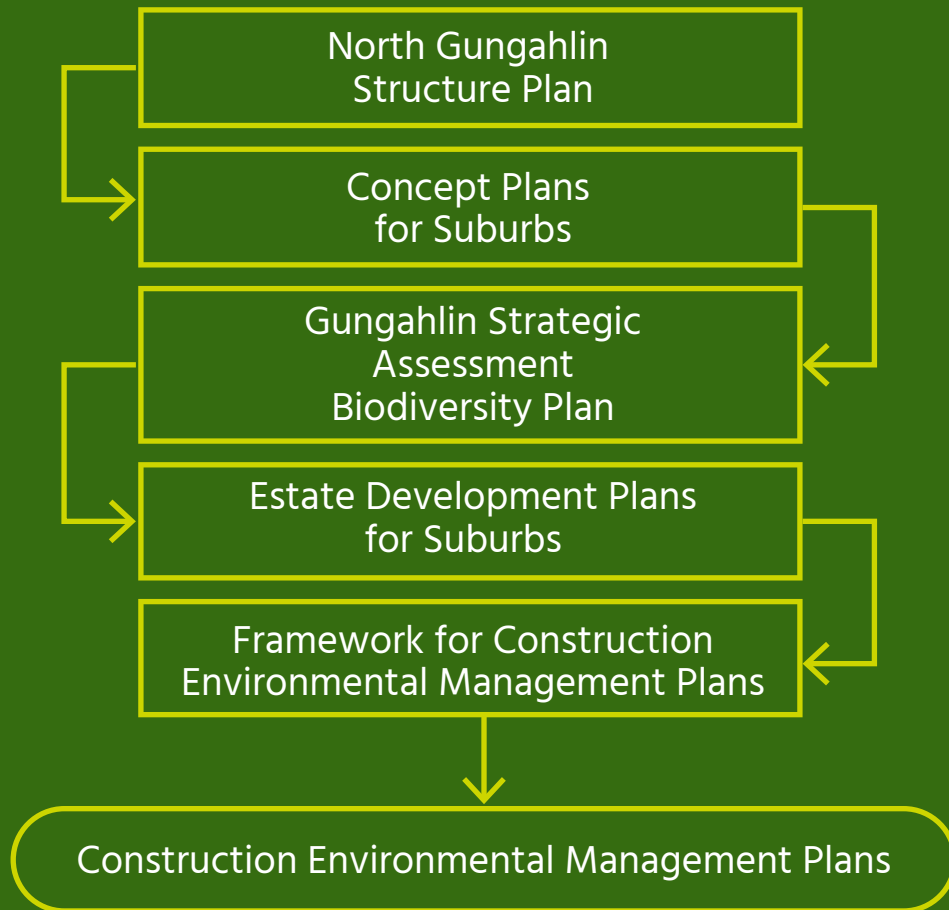 North Gungahlin
Structure Plan
Concept Plans
for Suburbs
Gungahlin Strategic
Assessment
Biodiversity Plan
Estate Development Plans
for Suburbs
Framework for Construction
Environmental Management Plans
Construction Environmental Management Plans